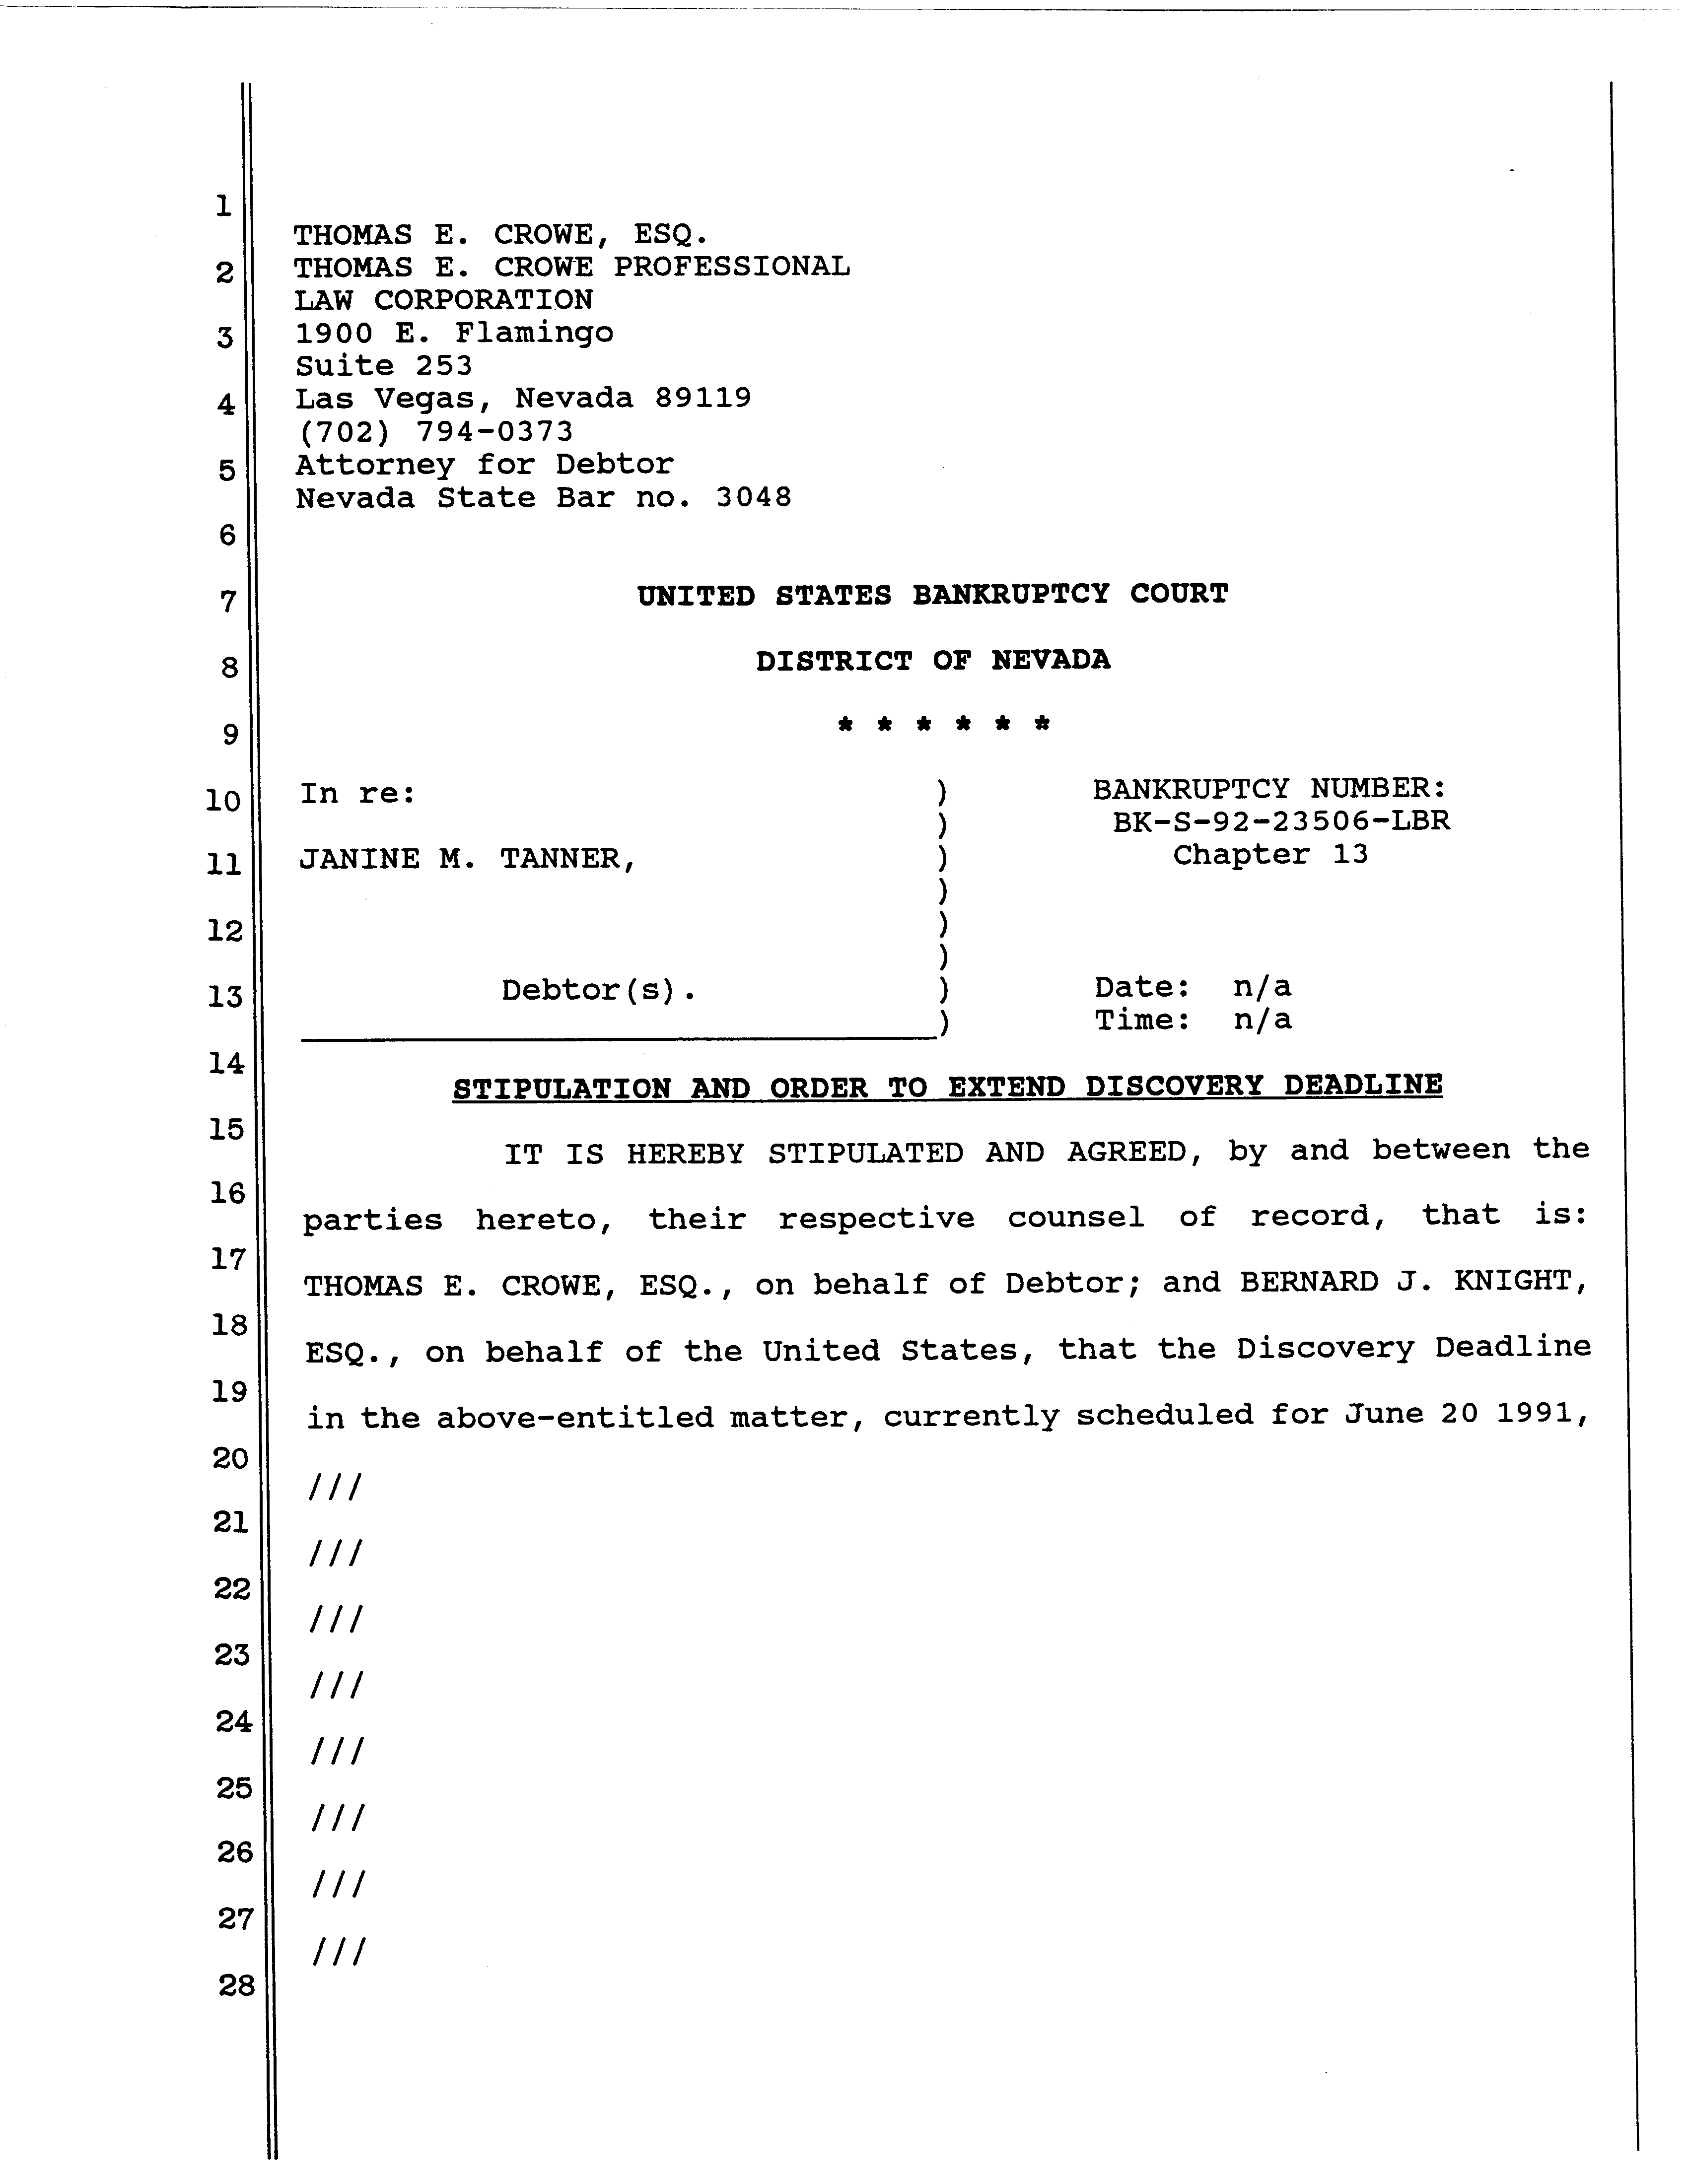 1
THOMAS E. CROWE, ESQ.
2 THOMAS E. CROWE PROFESSIONAL
LAW CORPORATION
3 1900 E. Flamingo
Suite 253
4 Las Vegas, Nevada 89119
(702) 794-0373
5 Attorney for Debtor
Nevada State Bar no. 3048
6
7 UNITED STATES BANKRUPTCY COURT
8 DISTRICT OF NEVADA
9 * * * * * *
10 In re: ) BANKRUPTCY NUMBER:
) BK-S-92-23506-LBR
11 JANINE M. TANNER, ) Chapter 13
)
12 )
)
13 Debtor(s). ) Date: n/a
) Time: n/a
14
STIPULATION AND ORDER TO EXTEND DISCOVERY DEADLINE
15
IT IS HEREBY STIPULATED AND AGREED, by and between the
16
parties hereto, their respective counsel of record, that is:
17
THOMAS E. CROWE, ESQ., on behalf of Debtor; and BERNARD J. KNIGHT,
18
ESQ., on behalf of the United States, that the Discovery Deadline
19
in the above-entitled matter, currently scheduled for June 20 1991,
20
///
21
///
22
///
23
///
24
///
25
///
26
///
27
///
28